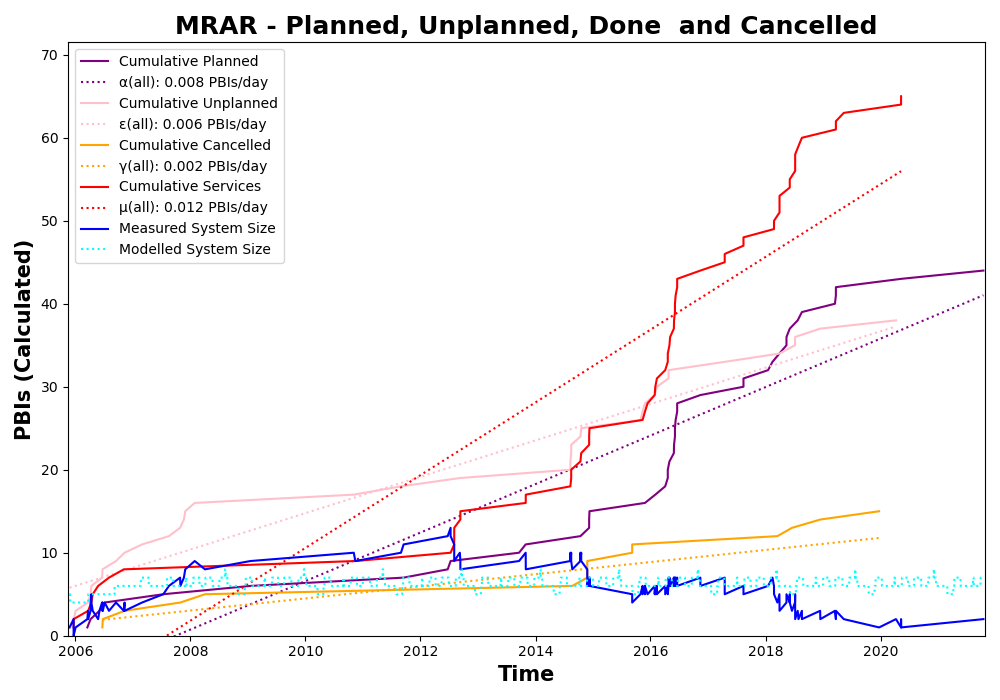 MRAR - Planned, Unplanned, Done  and Cancelled
PBIs (Calculated)
70
60
50
40
30
20
10
0
Cumulative Planned
α(all): 0.008 PBIs/day
Cumulative Unplanned
ε(all): 0.006 PBIs/day
Cumulative Cancelled
γ(all): 0.002 PBIs/day
Cumulative Services
μ(all): 0.012 PBIs/day
Measured System Size
Modelled System Size
2006 2008 2010 2012 2014 2016 2018 2020
Time